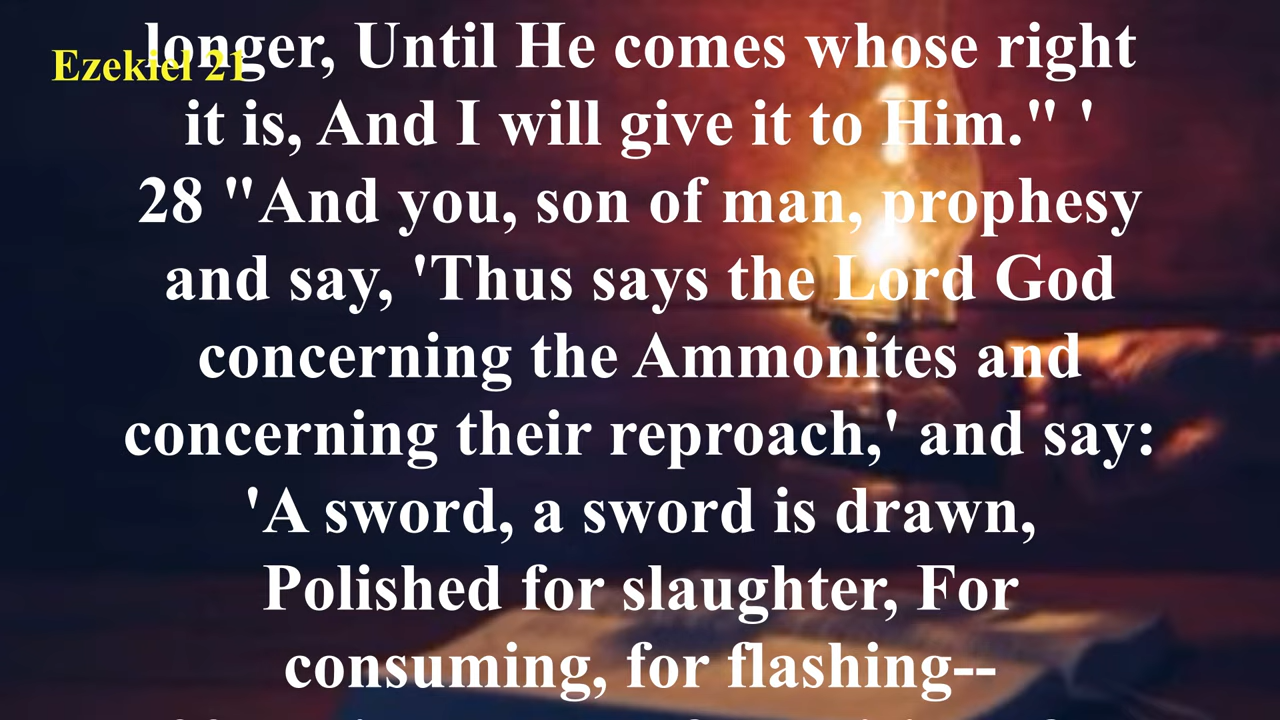 Ezekiel 21
longer, Until He comes whose right
it is, And I will give it to Him." '
28 "And you, son of man, prophesy
and say, 'Thus says the Lord God
concerning the Ammonites and
concerning their reproach,' and say:
'A sword, a sword is drawn,
Polished for slaughter, For
consuming, for flashing--